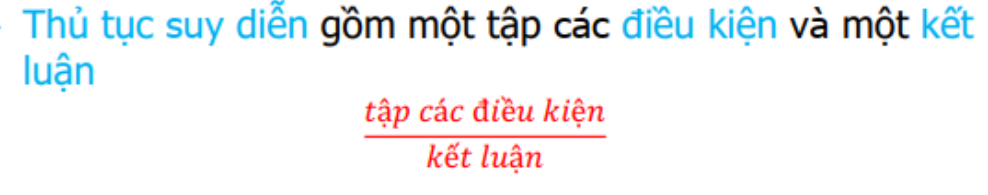 Thủ tục suy diễn gồm một tập các điều kiện và một kết
luận
tập các điều kiện
kết luận